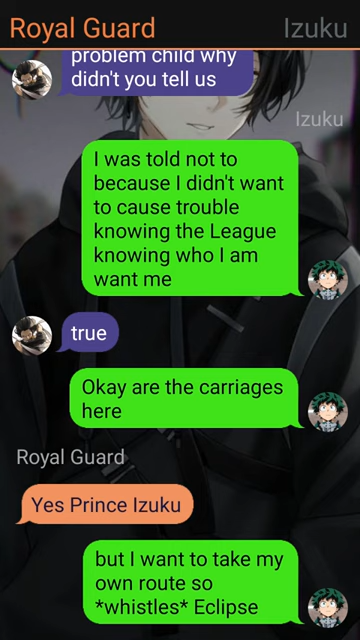 Royal Guard Izuku
problem child why
didn't you tell us
Izuku
I was told not to
because I didn't want
to cause trouble
knowing the League
knowing who I am
want me
true
Okay are the carriages
here
Royal Guard
Yes Prince Izuku
but I want to take my
own route so
*whistles* Eclipse